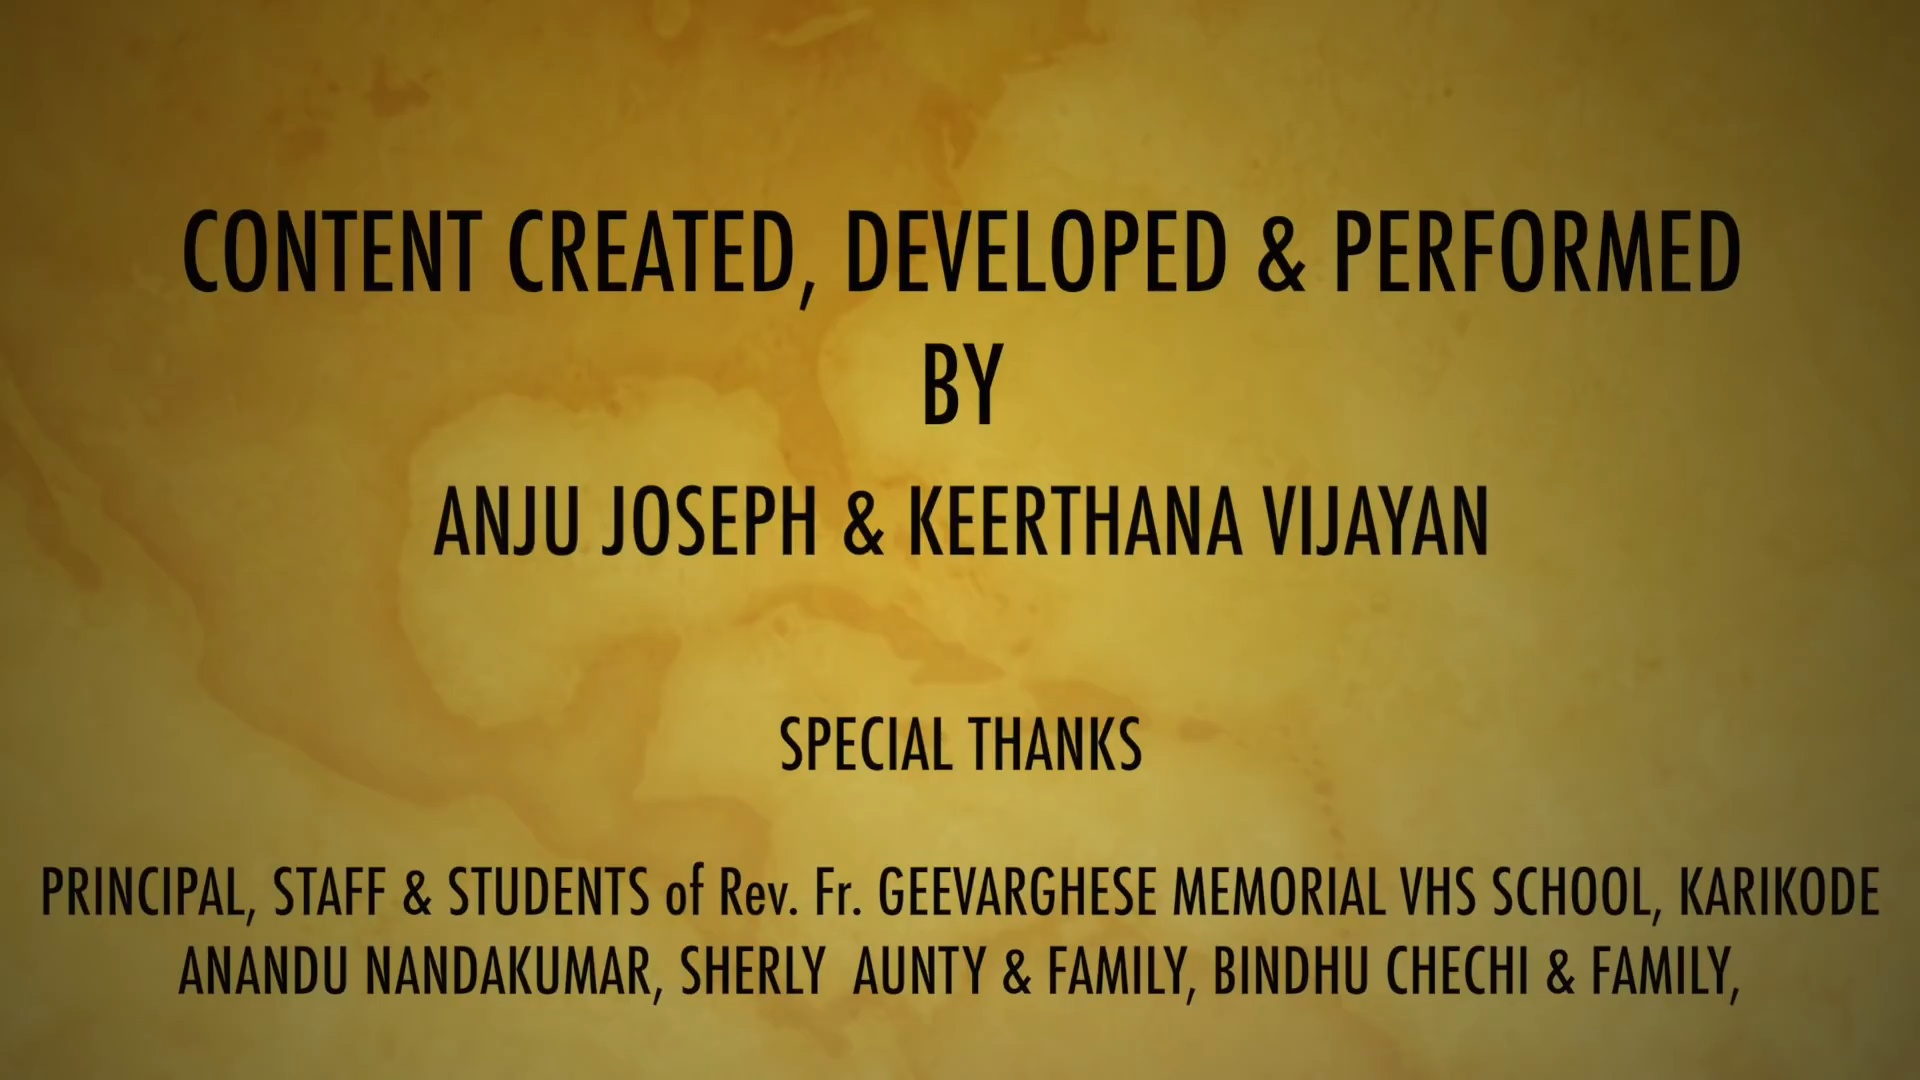 CONTENT CREATED, DEVELOPED & PERFORMED
BY
ANJU JOSEPH & KEERTHANA VIJAYAN
SPECIAL THANKS
PRINCIPAL, STAFF & STUDENTS of Rev. Fr. GEEVARGHESE MEMORIAL VHS SCHOOL, KARIKODE
ANANDU NANDAKUMAR, SHERLY AUNTY & FAMILY, BINDHU CHECHI & FAMILY,